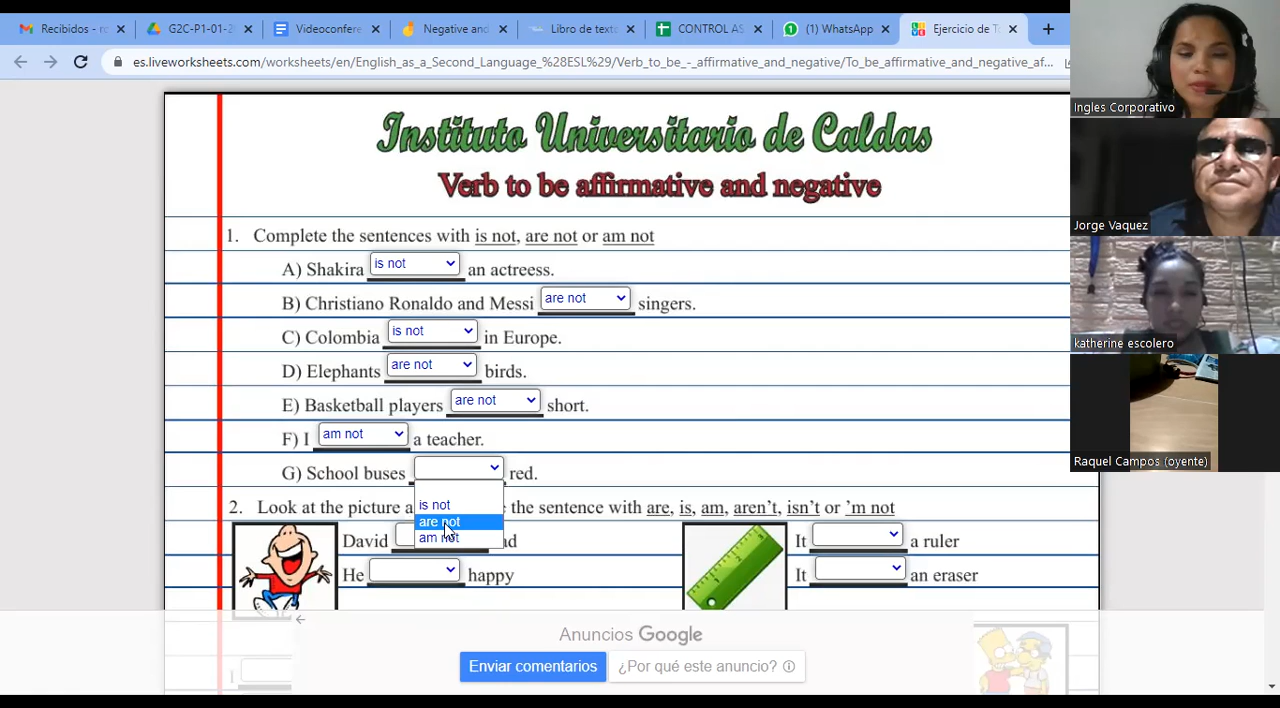 Recibidos - ro
G2C-P1-01-2
Videoconfere
Negative and
Libro de texto
CONTROL AS
(1) WhatsApp
Ejercicio de To
es.liveworksheets.com/worksheets/en/English_as_a_Second_Language_%28ESL%29/Verb_to_be_-_affirmative_and_negative/To_be_affirmative_and_negative_af...
Instituto Universitario de Caldas
Verb to be affirmative and negative
1. Complete the sentences with is not, are not or am not
A) Shakira is not an actreess.
B) Christiano Ronaldo and Messi are not singers.
C) Colombia is not in Europe.
D) Elephants are not birds.
E) Basketball players are not short.
F) I am not a teacher.
G) School buses red.
is not
are not
am not
2. Look at the picture a the sentence with are, is, am, aren't, isn't or 'm not
David ad
It a ruler
He happy
It an eraser
I
Anuncios Google
Enviar comentarios
¿Por qué este anuncio?
Ingles Corporativo
Jorge Vaquez
katherine escolero
Raquel Campos (oyente)